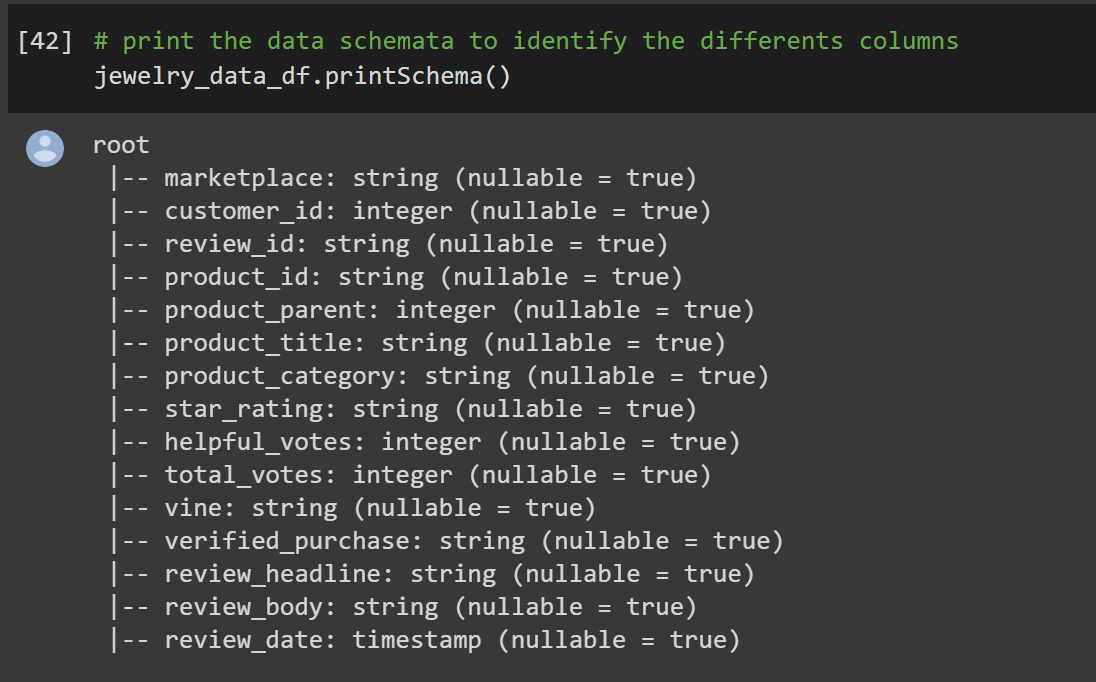 [42] # print the data schemata to identify the differents columns
jewelry_data_df.printSchema()
root
|-- marketplace: string (nullable = true)
|-- customer_id: integer (nullable = true)
|-- review_id: string (nullable = true)
|-- product_id: string (nullable = true)
|-- product_parent: integer (nullable = true)
|-- product_title: string (nullable = true)
|-- product_category: string (nullable = true)
|-- star_rating: string (nullable = true)
|-- helpful_votes: integer (nullable = true)
|-- total_votes: integer (nullable = true)
|-- vine: string (nullable = true)
|-- verified_purchase: string (nullable = true)
|-- review_headline: string (nullable = true)
|-- review_body: string (nullable = true)
|-- review_date: timestamp (nullable = true)